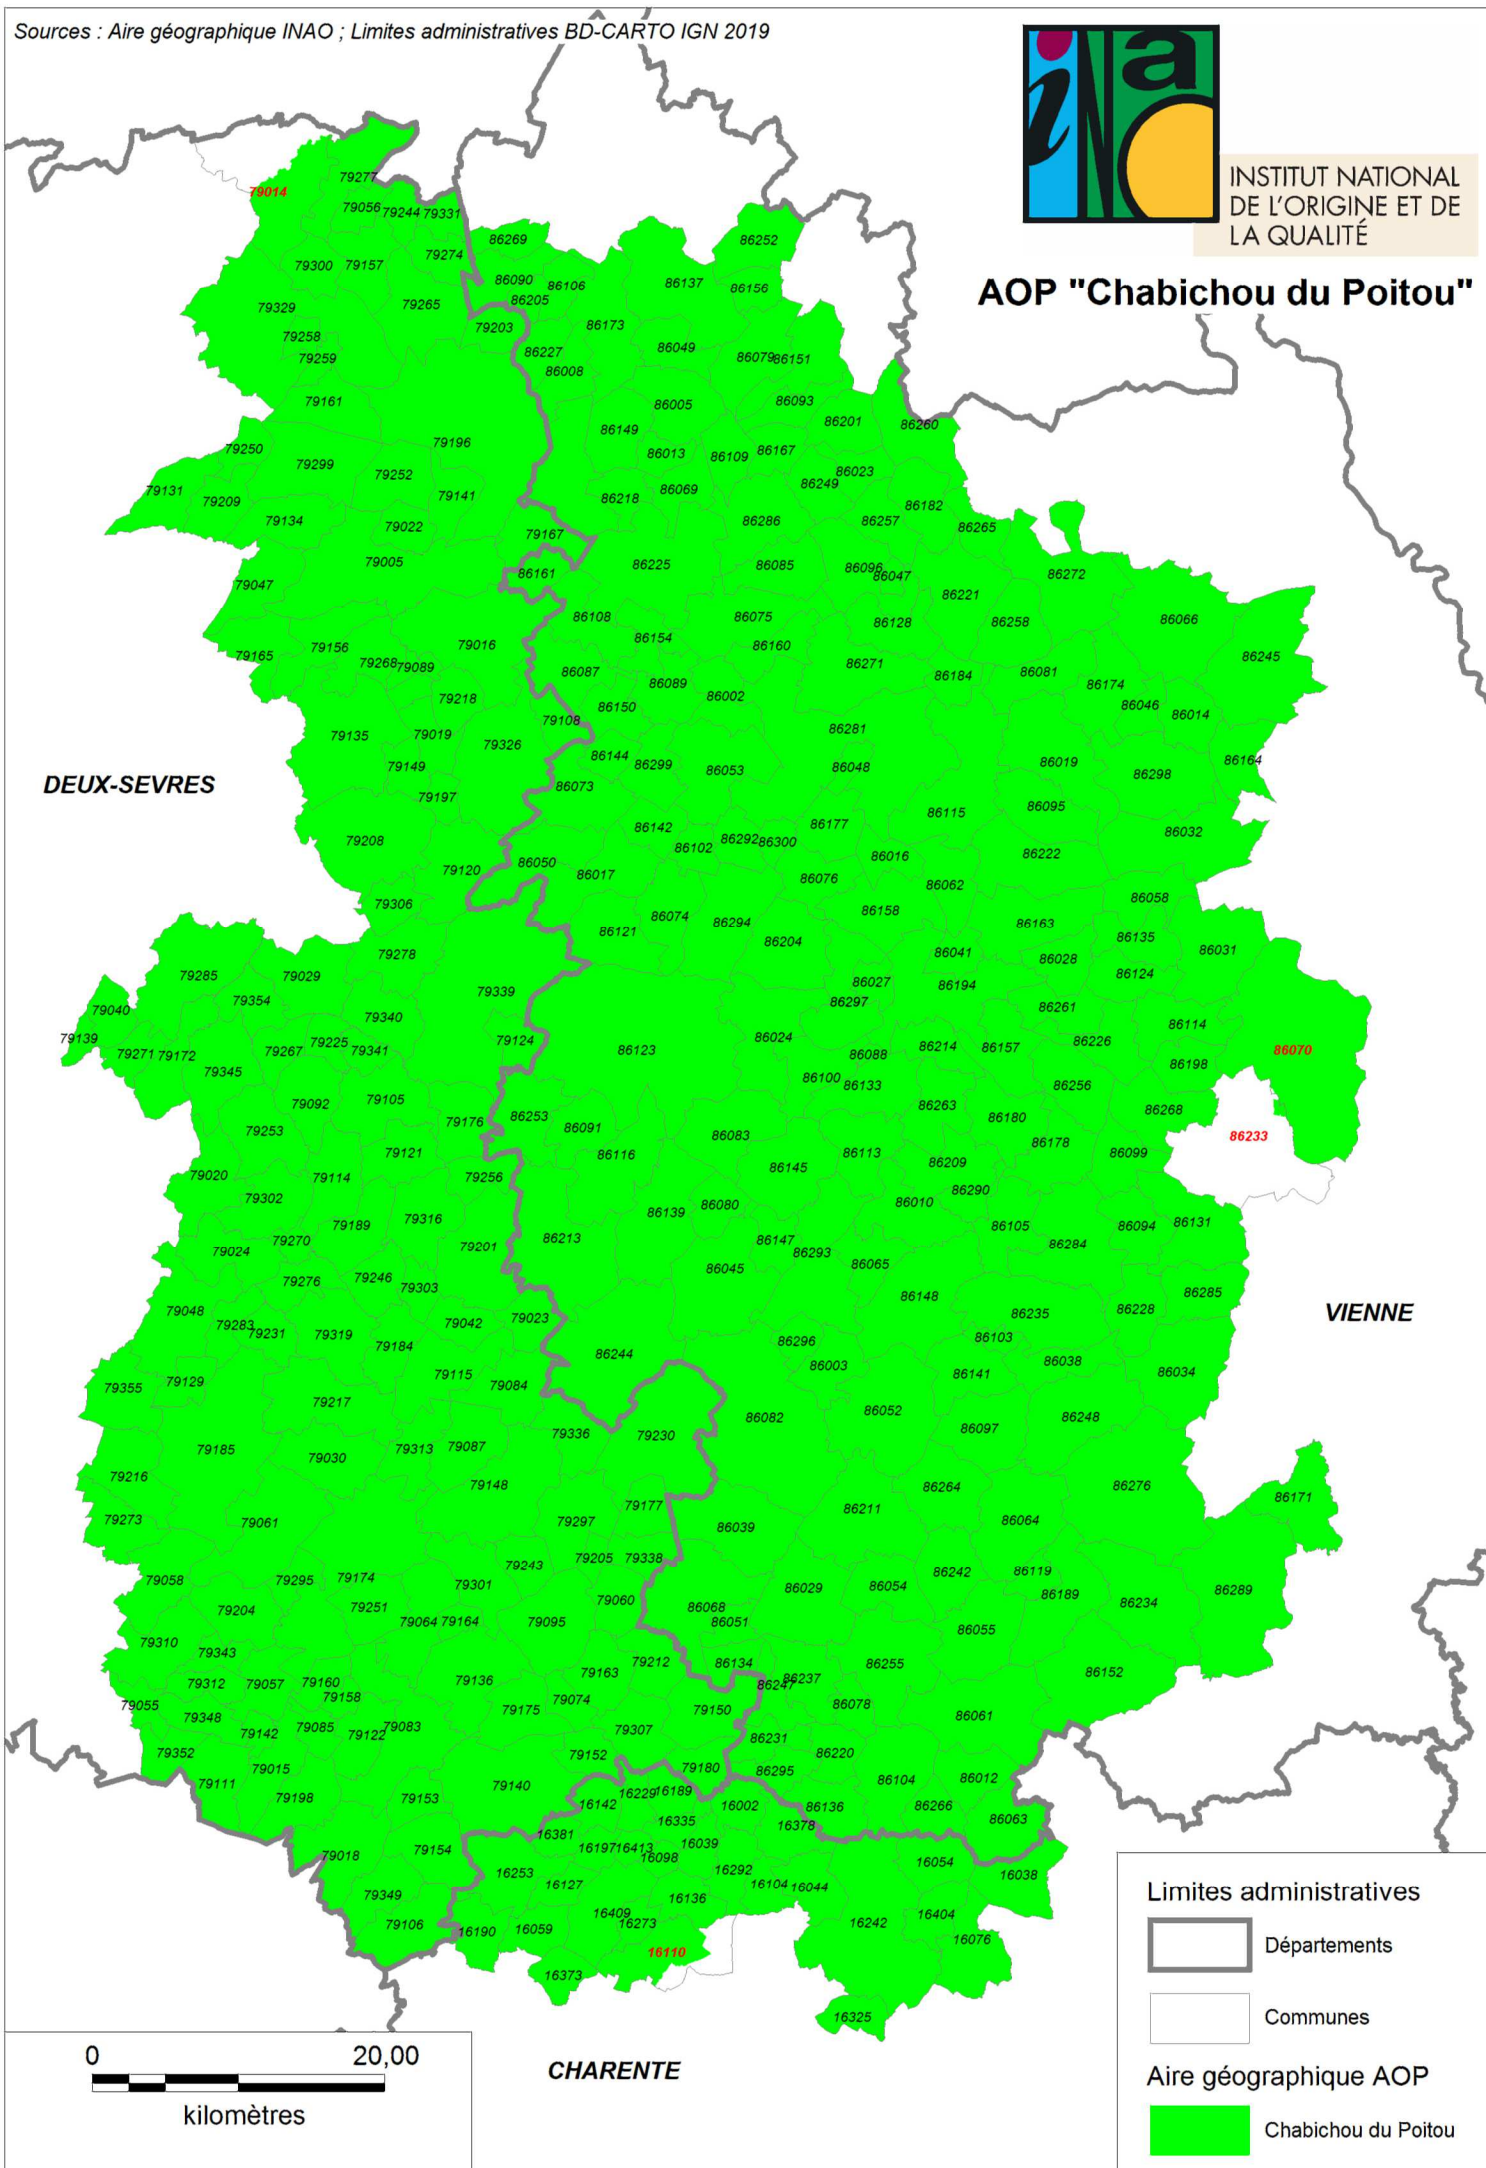 Sources : Aire géographique INAO ; Limites administratives BD-CARTO IGN 2019
iNaO
INSTITUT NATIONAL
DE L'ORIGINE ET DE
LA QUALITÉ
AOP "Chabichou du Poitou"
79277
79014
79056 79244 79331
86269 86252
79274
79300 79157
86090 86106 86137 86156
86205
79329 79265
79203 86173
79258
79259
86227 86049 86079 86151
86008
79161 86005 86093
86201 86260
86149
79250 79196
79299 79252 86013 86109 86167
86023
79131 79209 79141 86218 86069 86249
86182
79134 79022 86286 86257 86265
79167
79005 86161 86225 86085 86096 86047 86272
79047
86221
86108 86075 86128 86258 86066
79156 79016 86154 86160
79165 79268 79089 86271 86245
86087 86089 86184 86081 86174
79218 86002
86150 86046 86014
79108
79135 79019 79326 86281
86144
79149 86299 86053 86048 86019 86298 86164
86073
79197
86177 86115 86095
79208 86142 86292 86300 86032
86102 86016 86222
79120 86050 86017 86076 86062
79306 86158 86058
86074 86294 86163
86121 86204 86135
79278 86041 86028 86031
79285 79029 86124
86027 86194
79354 79339 86297
79040 79340 86261 86114
79139 79225 79124 86024 86214 86157 86226
79271 79172 79267 79341 86123 86088 86070
79345 86100 86133 86198
86256
79092 79105 86263 86268
79253 79176 86253 86091 86083 86180 86233
79121 86116 86113 86178 86099
79020 79114 79256 86145 86209
79302 86080 86010 86290
79189 79316 86139 86105 86094 86131
79024 79270 79201 86213 86147 86293 86284
86045 86065
79276 79246 79303 86148 86285
79048 79283 79231 79319 79042 79023 86235 86228
79184 86296 86103
86244 86003
79355 79129 79115 79084 86141 86038 86034
79217 86082 86052 86097 86248
79336 79230
79185 79030 79313 79087
79216 79148 86264 86276
79177 86211 86171
79273 79061 79297 86039 86064
79243 79205 79338
79058 79295 79174 79301 86029 86054 86242 86119 86289
79060 86189 86234
79204 79251 79064 79164 79095 86068 86051 86055
79310
79343 79212 86134 86255 86152
79312 79057 79160 79136 79163 86247 86237
79158
79055 79348 79175 79074 79150 86078
79142 79085 79122 79083 79307 86231 86061
79352 79152 86220
79015 79180 86295 86104 86012
79111 79140
79198 79153 16229 16189
16142 16002 86136 86266 86063
16335 16378
16381
79018 79154 16197 16413 16039
16098 16292 16054
16253 16127 16104 16044 16038
79349 16136
16409 16242 16404
79106 16190 16059 16273
16110 16076
16373
16325
DEUX-SEVRES
VIENNE
CHARENTE
0 20,00
kilomètres
Limites administratives
Départements
Communes
Aire géographique AOP
Chabichou du Poitou